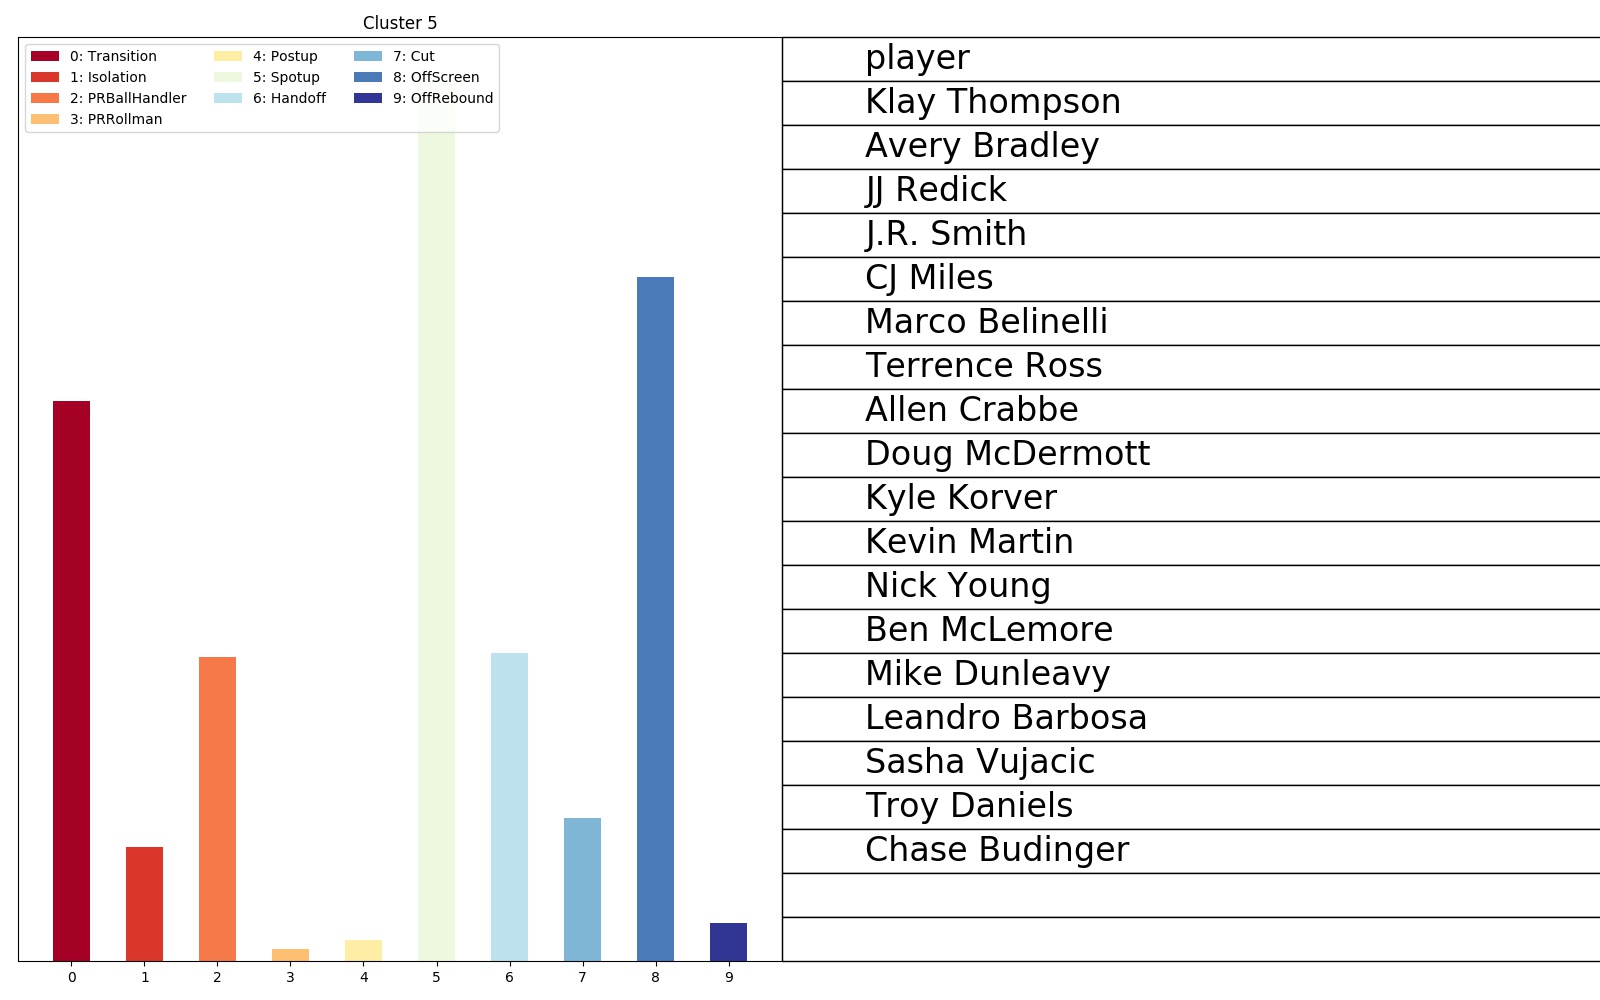 Cluster 5
0: Transition
1: Isolation
2: PRBallHandler
3: PRRollman
4: Postup
5: Spotup
6: Handoff
7: Cut
8: OffScreen
9: OffRebound
0 1 2 3 4 5 6 7 8 9
player
Klay Thompson
Avery Bradley
JJ Redick
J.R. Smith
CJ Miles
Marco Belinelli
Terrence Ross
Allen Crabbe
Doug McDermott
Kyle Korver
Kevin Martin
Nick Young
Ben McLemore
Mike Dunleavy
Leandro Barbosa
Sasha Vujacic
Troy Daniels
Chase Budinger